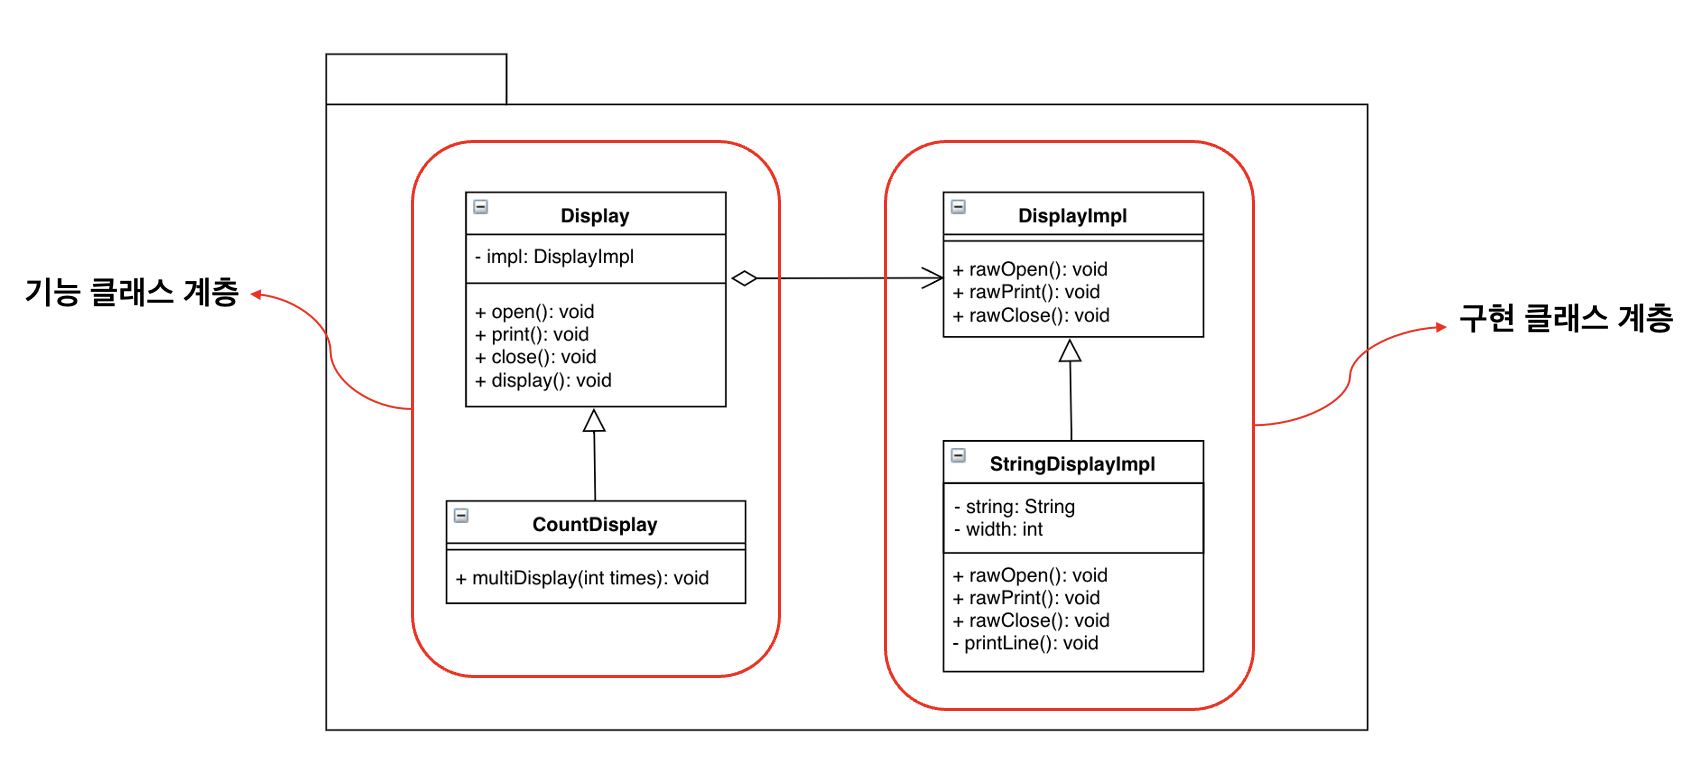 기능 클래스 계층
Display
- impl: DisplayImpl
+ open(): void
+ print(): void
+ close(): void
+ display(): void
CountDisplay
+ multiDisplay(int times): void
DisplayImpl
+ rawOpen(): void
+ rawPrint(): void
+ rawClose(): void
StringDisplayImpl
- string: String
- width: int
+ rawOpen(): void
+ rawPrint(): void
+ rawClose(): void
- printLine(): void
구현 클래스 계층